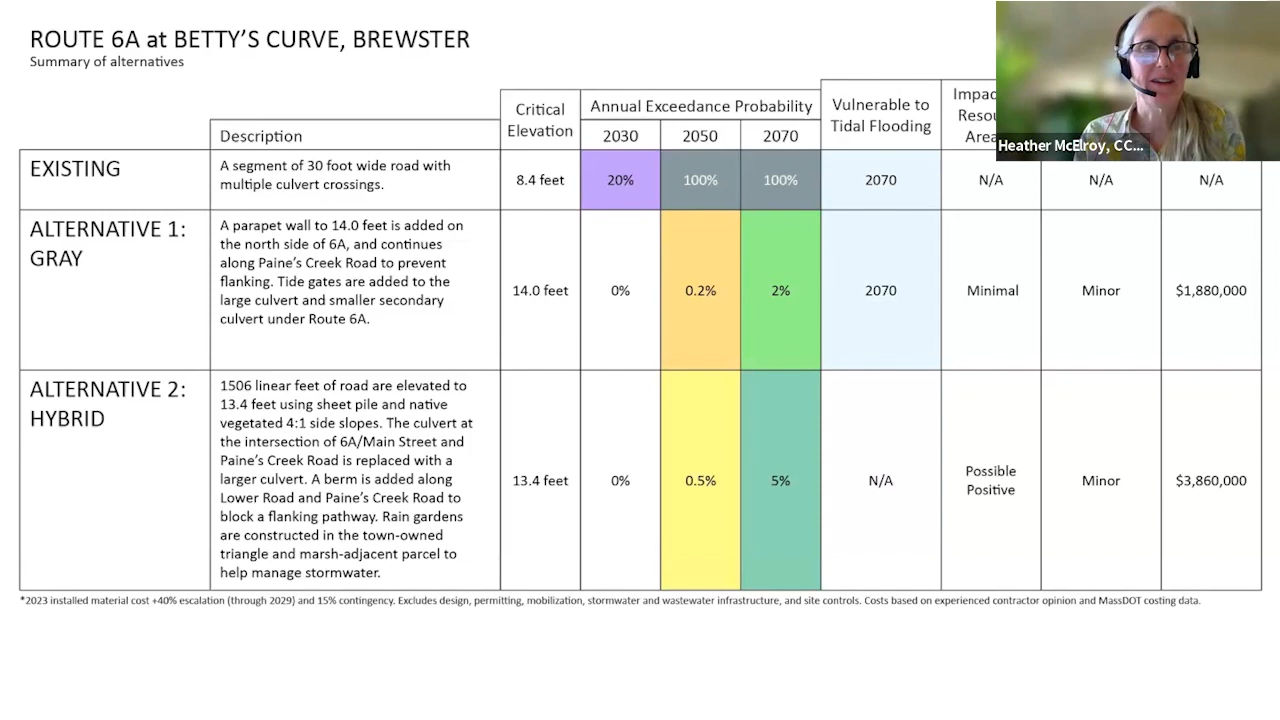 ROUTE 6A at BETTY'S CURVE, BREWSTER
Summary of alternatives
Description
Critical
Elevation
Annual Exceedance Probability
2030
2050
2070
Vulnerable to
Tidal Flooding
Heather McElroy, CC...
EXISTING
A segment of 30 foot wide road with
multiple culvert crossings.
8.4 feet
20%
100%
100%
2070
N/A
N/A
N/A
ALTERNATIVE 1:
GRAY
A parapet wall to 14.0 feet is added on
the north side of 6A, and continues
along Paine's Creek Road to prevent
flanking. Tide gates are added to the
large culvert and smaller secondary
culvert under Route 6A.
14.0 feet
0%
0.2%
2%
2070
Minimal
Minor
$1,880,000
ALTERNATIVE 2:
HYBRID
1506 linear feet of road are elevated to
13.4 feet using sheet pile and native
vegetated 4:1 side slopes. The culvert at
the intersection of 6A/Main Street and
Paine's Creek Road is replaced with a
larger culvert. A berm is added along
Lower Road and Paine's Creek Road to
block a flanking pathway. Rain gardens
are constructed in the town-owned
triangle and marsh-adjacent parcel to
help manage stormwater.
13.4 feet
0%
0.5%
5%
N/A
Possible
Positive
Minor
$3,860,000
*2023 installed material cost +40% escalation (through 2029) and 15% contingency. Excludes design, permitting, mobilization, stormwater and wastewater infrastructure, and site controls. Costs based on experienced contractor opinion and MassDOT costing data.